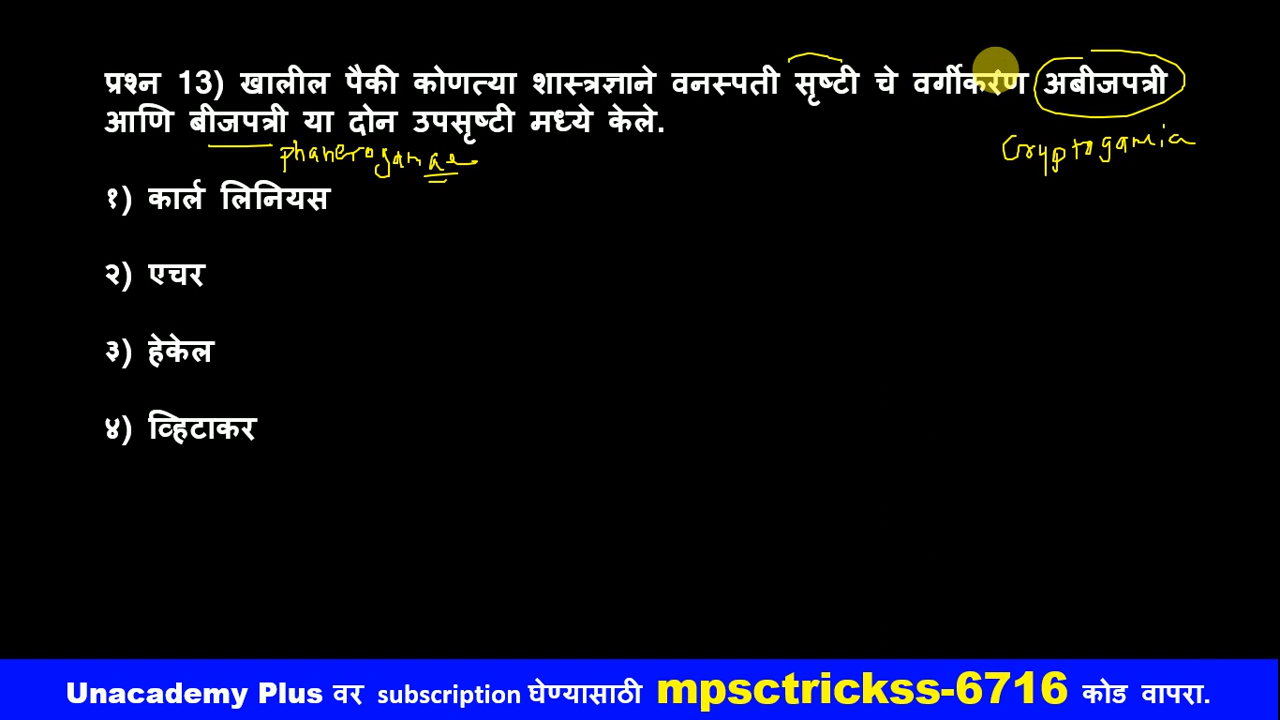 प्रश्न 13) खालील पैकी कोणत्या शास्त्रज्ञाने वनस्पती सृष्टी चे वर्गीकरण अबीजपत्री
आणि बीजपत्री या दोन उपसृष्टी मध्ये केले.
phanerogamae
Cryptogamia
१) कार्ल लिनियस
२) एचर
३) हेकेल
४) व्हिटाकर
Unacademy Plus वर subscription घेण्यासाठी mpsctrickss-6716 कोड वापरा.